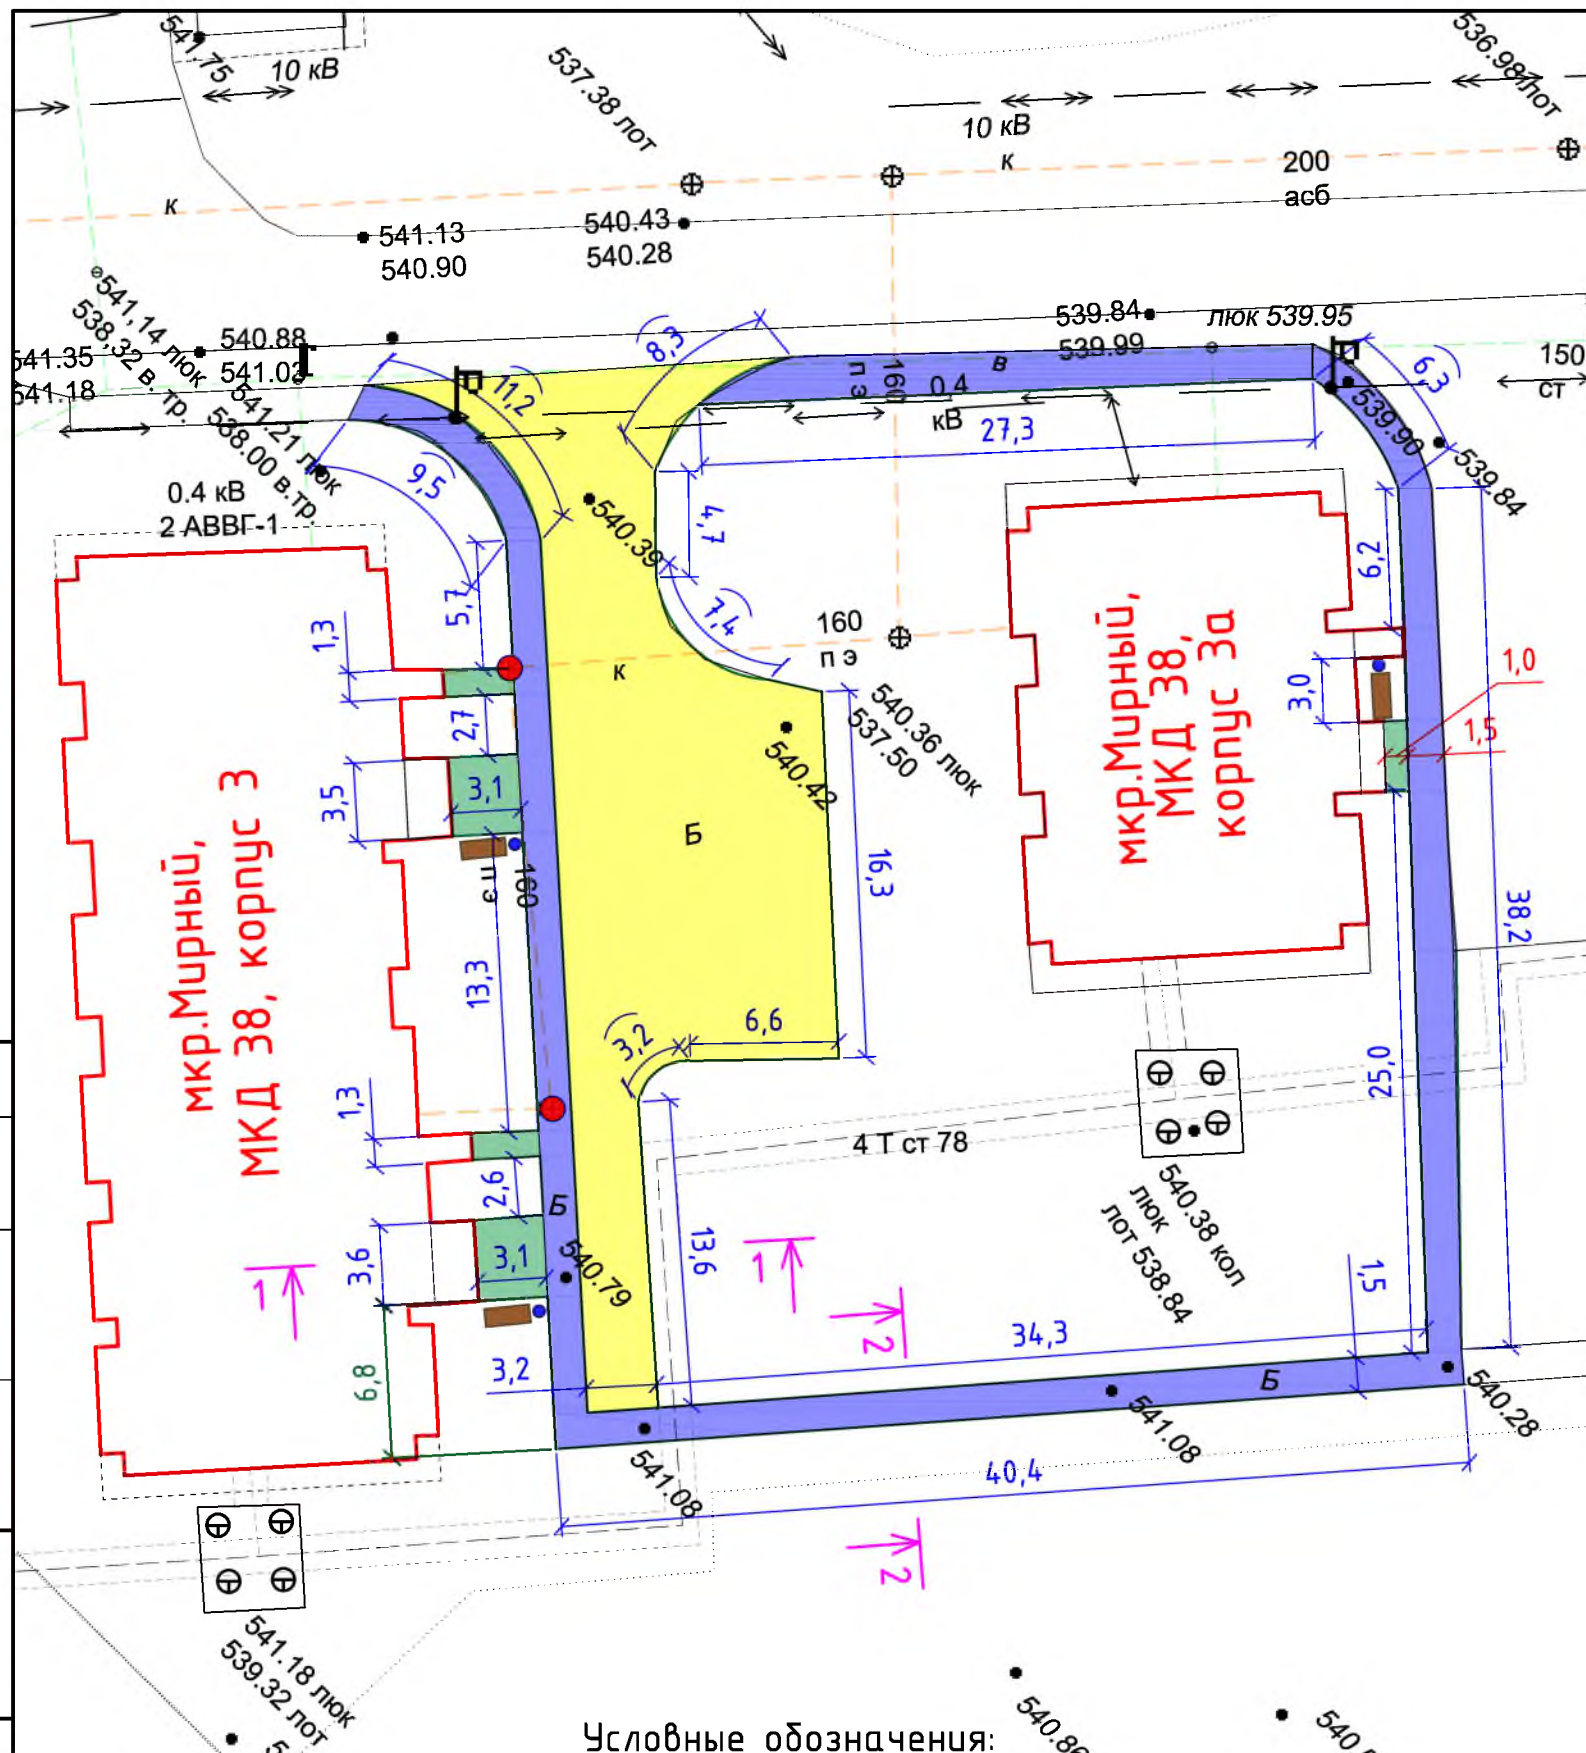 541.75
10 кВ
537.38 лот
536.98 лот
10 кВ
к
200
асб
к
541.13
540.90
540.43
540.28
541,14 люк
538,32 в. тр.
540.88
541.03
541.35
541.18
541.21 люк
538.00 в.тр.
8,3
11,2
9,5
539.84
539.99
люк 539.95
150
ст
в
160
п э
0.4
кВ
27,3
6,3
539.90
539.84
0.4 кВ
2 АВВГ-1
540.39
4,7
7,4
5,7
1,3
2,7
3,5
3,1
160
п э
к
160
п э
540.36 люк
537.50
540.42
Б
16,3
6,2
3,0
1,0
1,5
38,2
мкр.Мирный,
МКД 38,
корпус 3а
мкр.Мирный,
МКД 38, корпус 3
13,3
3,2
6,6
1,3
2,6
3,6
3,1
Б
540.79
13,6
25,0
4 Т ст 78
540.38 кол
люк
лот 538.84
1
1
2
34,3
1,5
6,8
3,2
Б
541.08
541.08
540.28
40,4
2
541.18 люк
539.32 лот
Условные обозначения: